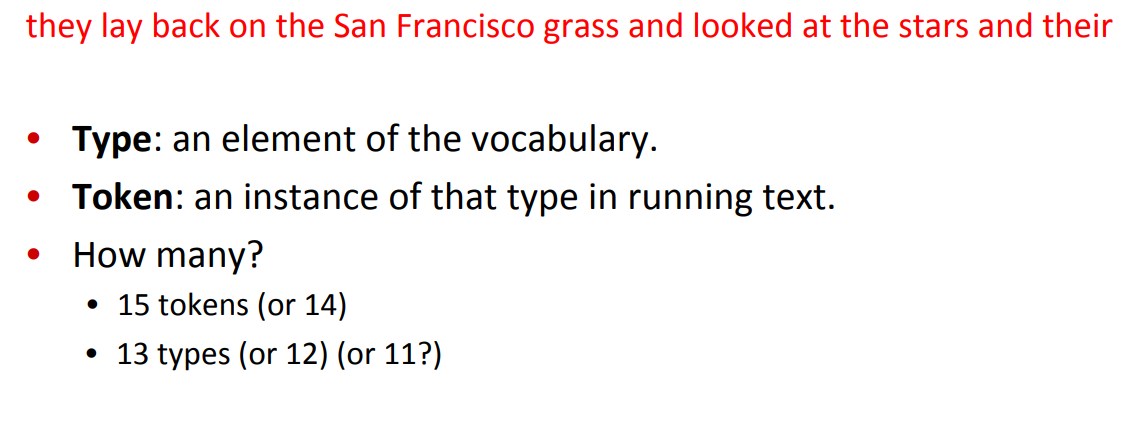 they lay back on the San Francisco grass and looked at the stars and their
• Type: an element of the vocabulary.
• Token: an instance of that type in running text.
• How many?
• 15 tokens (or 14)
• 13 types (or 12) (or 11?)